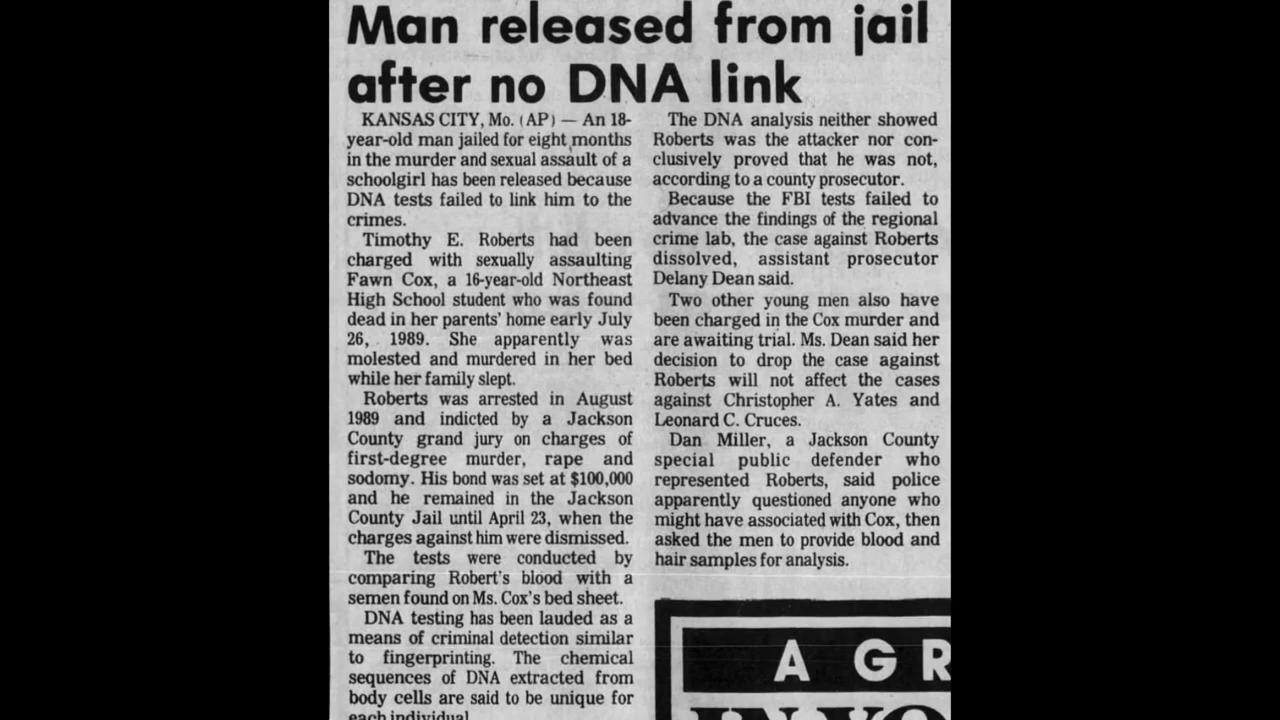 Man released from jail
after no DNA link
KANSAS CITY, Mo. (AP) — An 18-
year-old man jailed for eight months
in the murder and sexual assault of a
schoolgirl has been released because
DNA tests failed to link him to the
crimes.
Timothy E. Roberts had been
charged with sexually assaulting
Fawn Cox, a 16-year-old Northeast
High School student who was found
dead in her parents' home early July
26, 1989. She apparently was
molested and murdered in her bed
while her family slept.
Roberts was arrested in August
1989 and indicted by a Jackson
County grand jury on charges of
first-degree murder, rape and
sodomy. His bond was set at $100,000
and he remained in the Jackson
County Jail until April 23, when the
charges against him were dismissed.
The tests were conducted by
comparing Robert's blood with a
semen found on Ms. Cox's bed sheet.
DNA testing has been lauded as a
means of criminal detection similar
to fingerprinting. The chemical
sequences of DNA extracted from
body cells are said to be unique for
each individual.
The DNA analysis neither showed
Roberts was the attacker nor con-
clusively proved that he was not,
according to a county prosecutor.
Because the FBI tests failed to
advance the findings of the regional
crime lab, the case against Roberts
dissolved, assistant prosecutor
Delany Dean said.
Two other young men also have
been charged in the Cox murder and
are awaiting trial. Ms. Dean said her
decision to drop the case against
Roberts will not affect the cases
against Christopher A. Yates and
Leonard C. Cruces.
Dan Miller, a Jackson County
special public defender who
represented Roberts, said police
apparently questioned anyone who
might have associated with Cox, then
asked the men to provide blood and
hair samples for analysis.
A GR